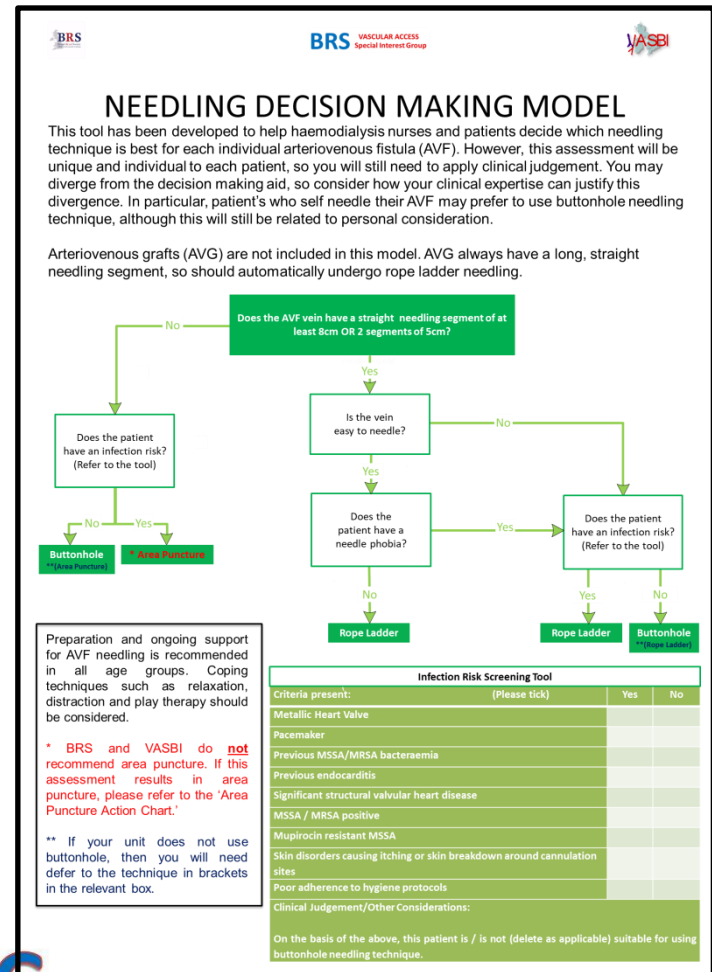 BRS
BRS VASCULAR ACCESS
Special Interest Group
VASBI
NEEDLING DECISION MAKING MODEL
This tool has been developed to help haemodialysis nurses and patients decide which needling
technique is best for each individual arteriovenous fistula (AVF). However, this assessment will be
unique and individual to each patient, so you will still need to apply clinical judgement. You may
diverge from the decision making aid, so consider how your clinical expertise can justify this
divergence. In particular, patient's who self needle their AVF may prefer to use buttonhole needling
technique, although this will still be related to personal consideration.
Arteriovenous grafts (AVG) are not included in this model. AVG always have a long, straight
needling segment, so should automatically undergo rope ladder needling.
Does the AVF vein have a straight needling segment of at
least 8cm OR 2 segments of 5cm?
No
Yes
Does the patient
have an infection risk?
(Refer to the tool)
Is the vein
easy to needle?
No
Yes
Does the
patient have a
needle phobia?
Yes
Does the patient
have an infection risk?
(Refer to the tool)
No
Yes
Buttonhole
**(Area Puncture)
* Area Puncture
No
Yes
No
Rope Ladder
Rope Ladder
Buttonhole
**(Rope Ladder)
Preparation and ongoing support
for AVF needling is recommended
in all age groups. Coping
techniques such as relaxation,
distraction and play therapy should
be considered.
* BRS and VASBI do not
recommend area puncture. If this
assessment results in area
puncture, please refer to the 'Area
Puncture Action Chart.'
** If your unit does not use
buttonhole, then you will need
defer to the technique in brackets
in the relevant box.
Infection Risk Screening Tool
Criteria present: (Please tick) Yes No
Metallic Heart Valve
Pacemaker
Previous MSSA/MRSA bacteraemia
Previous endocarditis
Significant structural valvular heart disease
MSSA / MRSA positive
Mupirocin resistant MSSA
Skin disorders causing itching or skin breakdown around cannulation
sites
Poor adherence to hygiene protocols
Clinical Judgement/Other Considerations:
On the basis of the above, this patient is / is not (delete as applicable) suitable for using
buttonhole needling technique.